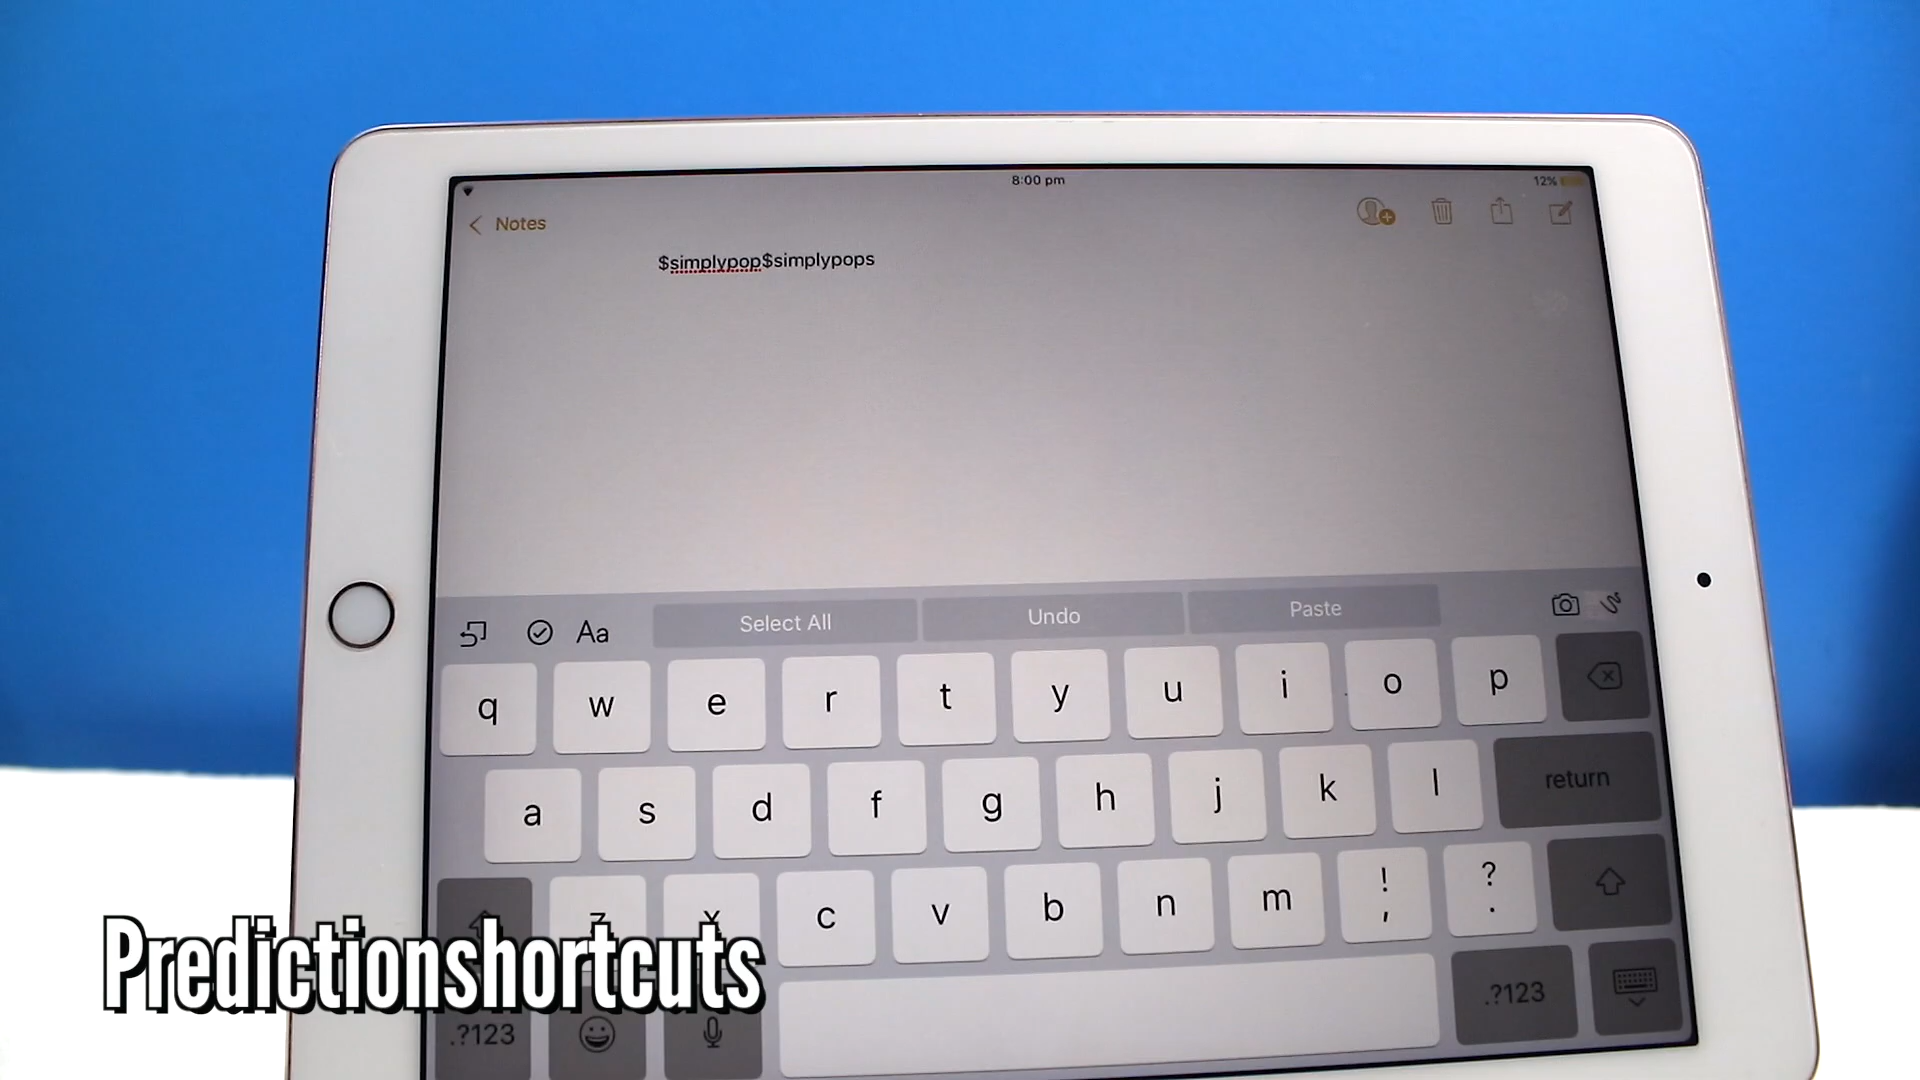 8:00 pm
12%
Notes
$simplypop$simplypops
Aa
Select All
Undo
Paste
q w e r t y u i o p
a s d f g h j k l
return
z x c v b n m ! , ? .
Predictionshortcuts
.?123
.?123